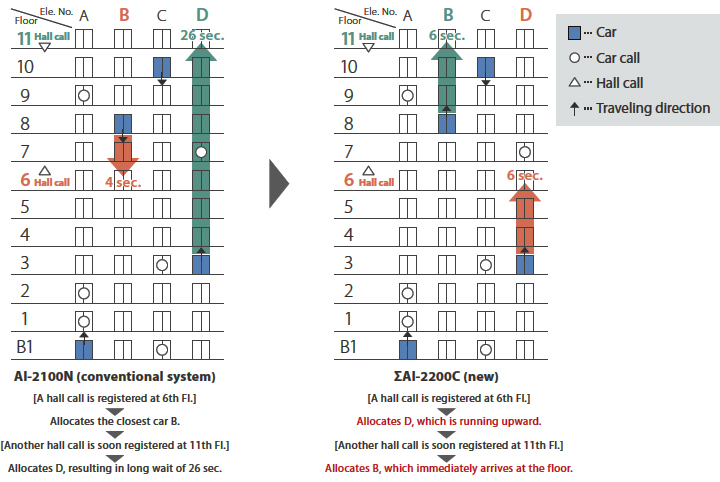 Ele. No. A B C D
Floor
11 Hall call 26 sec.
10
9
8
7
6 Hall call 4 sec.
5
4
3
2
1
B1
AI-2100N (conventional system)
[A hall call is registered at 6th Fl.]
Allocates the closest car B.
[Another hall call is soon registered at 11th Fl.]
Allocates D, resulting in long wait of 26 sec.
Ele. No. A B C D
Floor
11 Hall call 6 sec.
10
9
8
7
6 Hall call 6 sec.
5
4
3
2
1
B1
ΣAI-2200C (new)
[A hall call is registered at 6th Fl.]
Allocates D, which is running upward.
[Another hall call is soon registered at 11th Fl.]
Allocates B, which immediately arrives at the floor.
··· Car
··· Car call
··· Hall call
··· Traveling direction